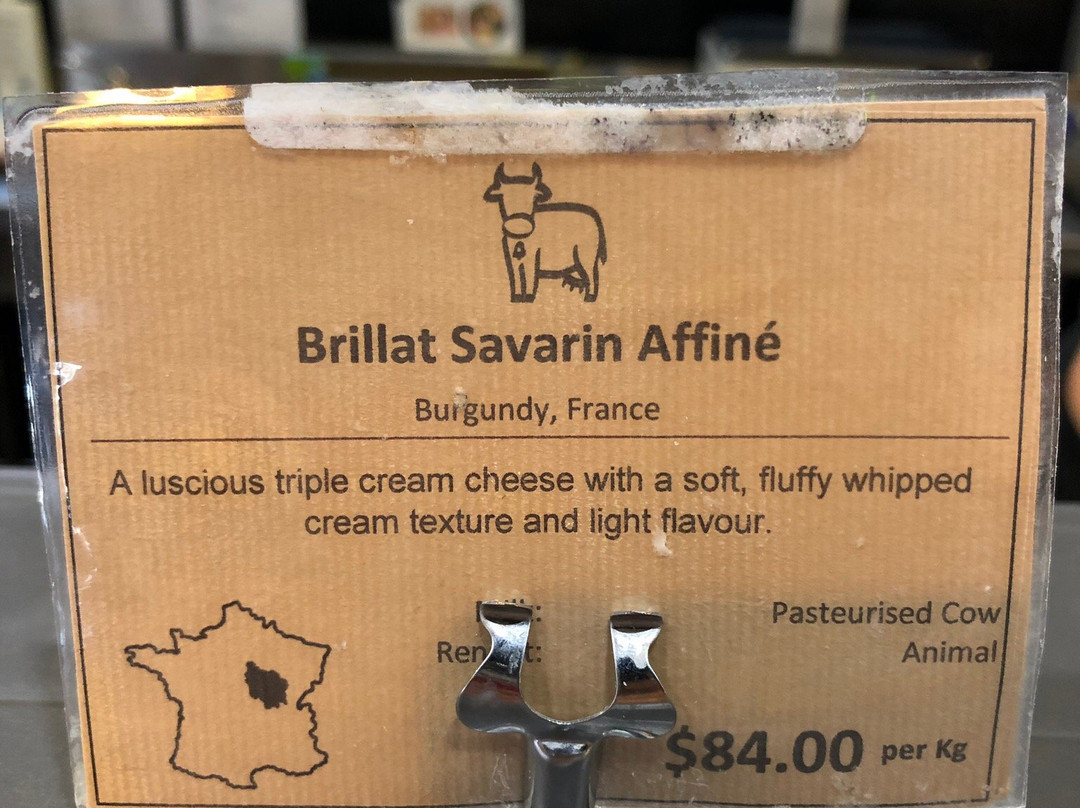 Brillat Savarin Affiné
Burgundy, France
A luscious triple cream cheese with a soft, fluffy whipped
cream texture and light flavour.
Pasteurised Cow
Animal
$84.00 per Kg